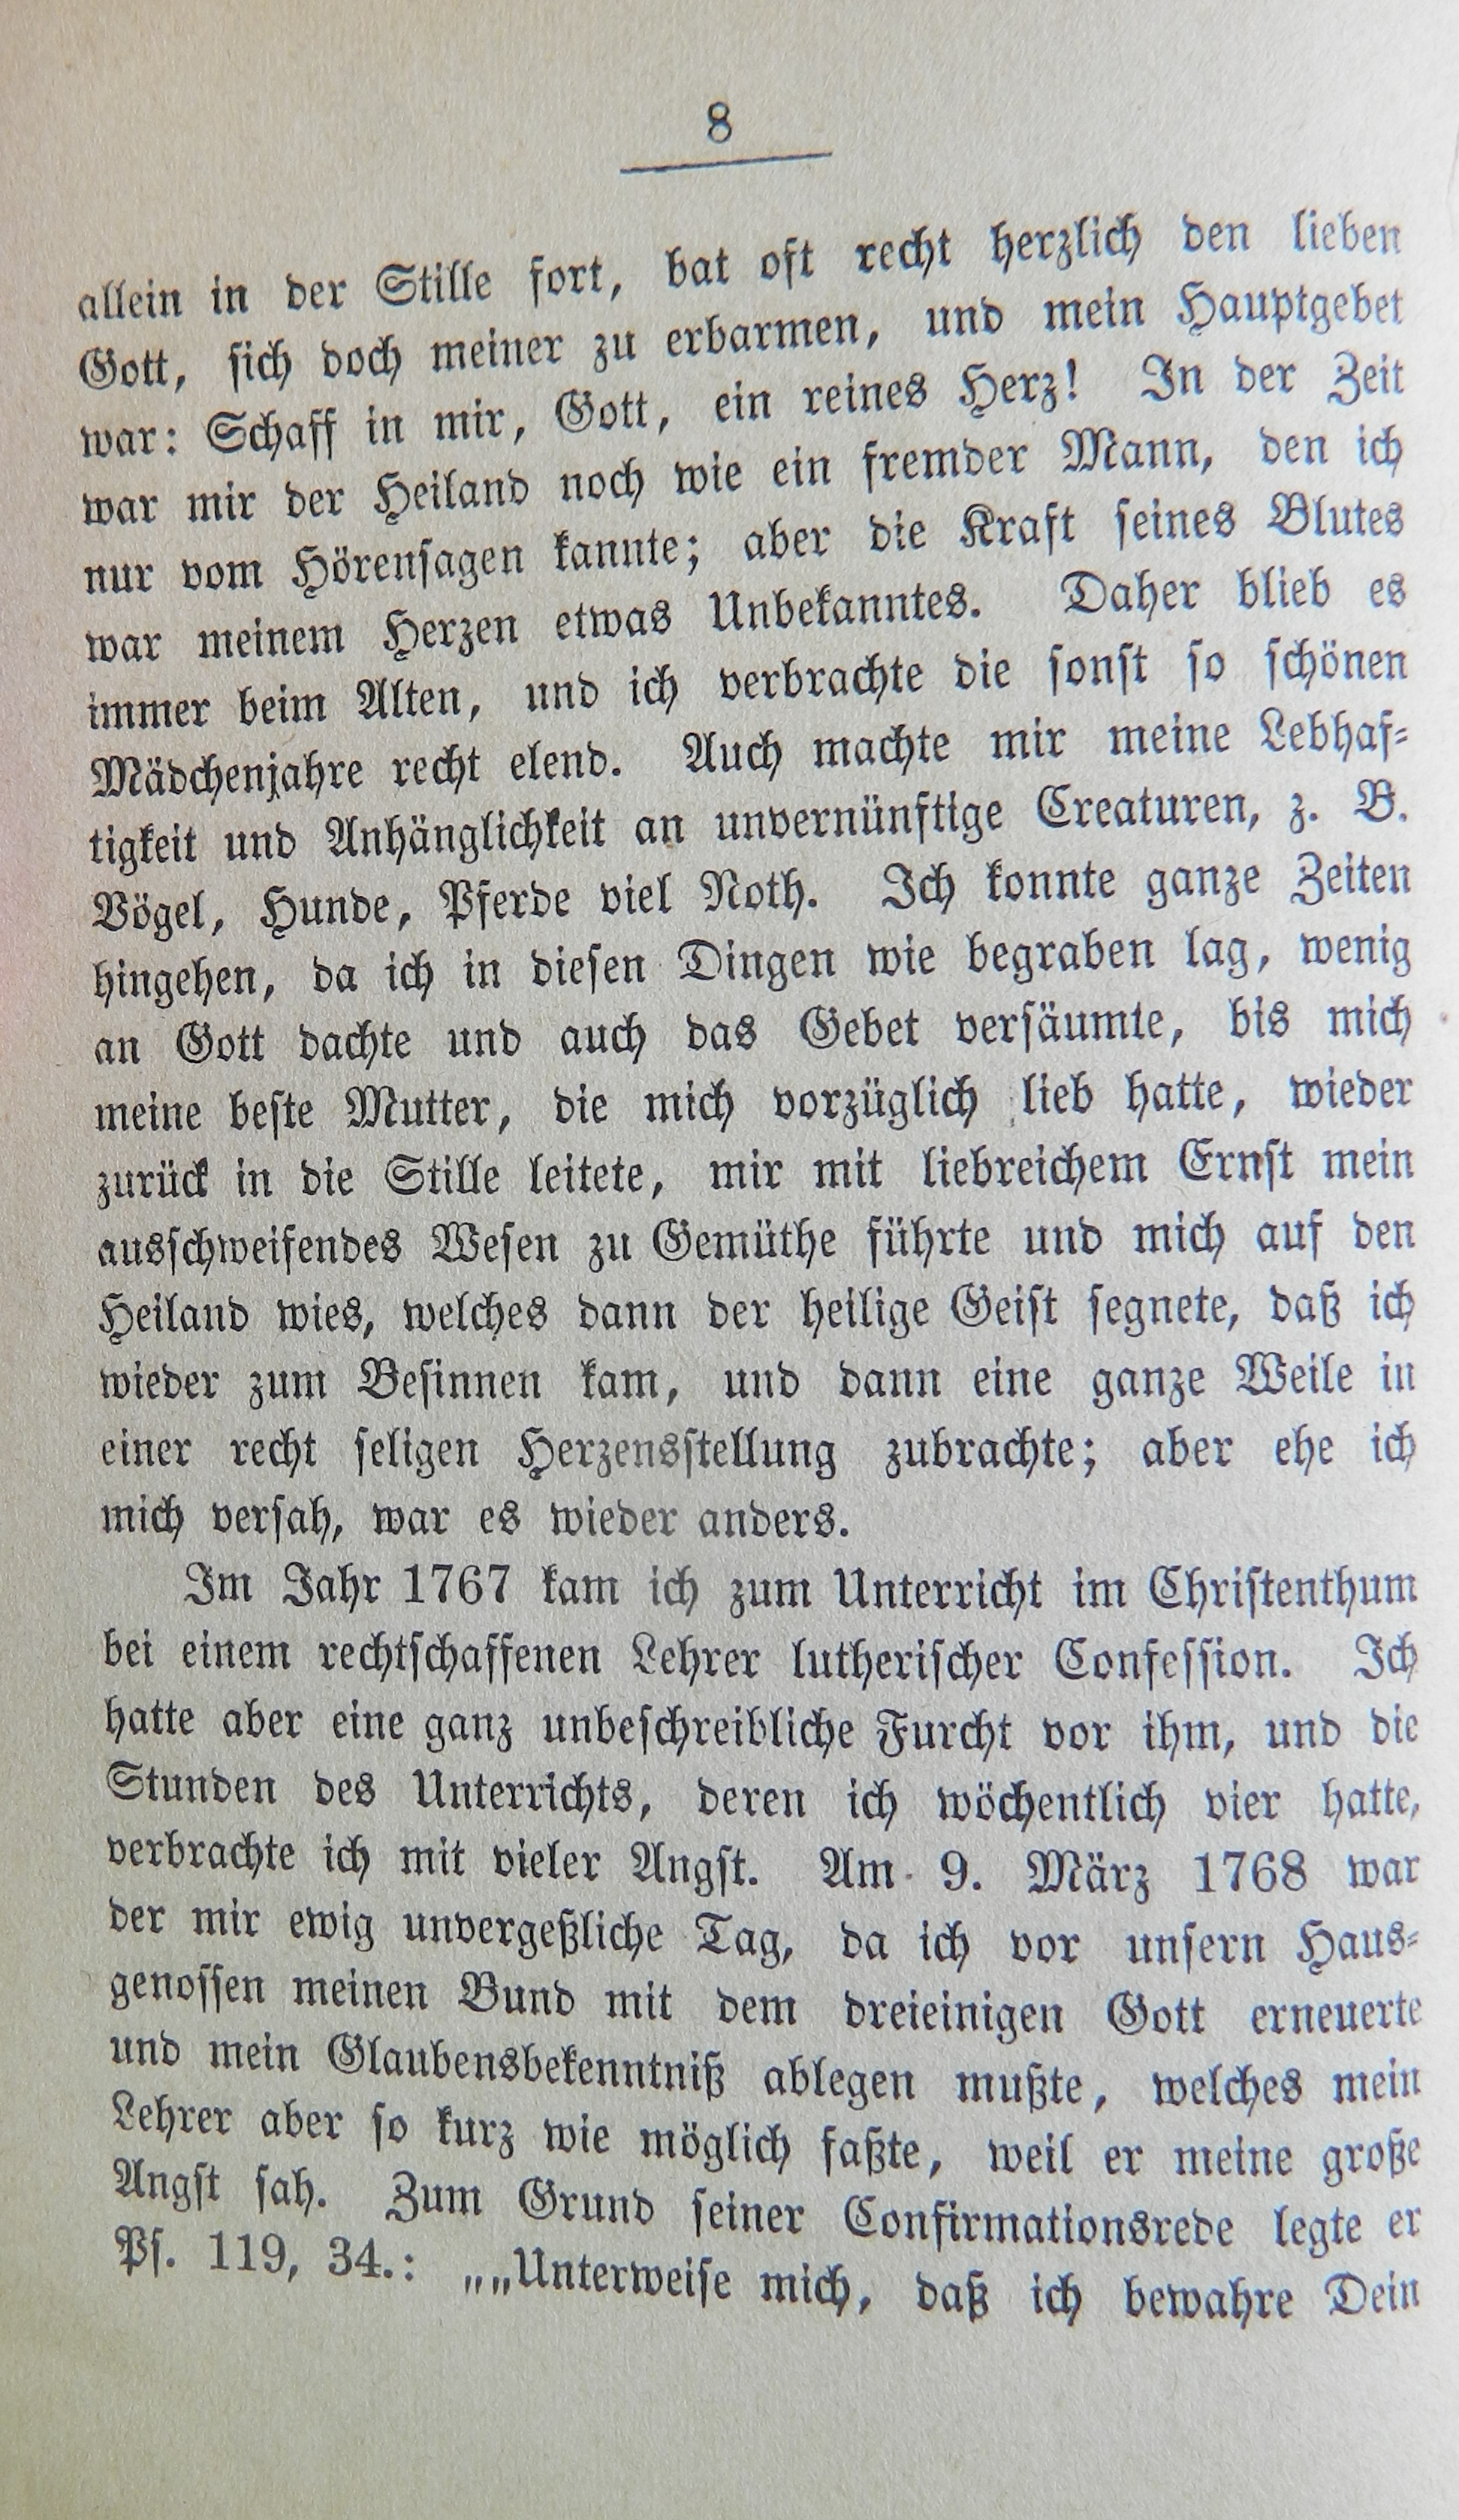 8
allein in der Stille fort, bat oft recht herzlich den lieben
Gott, sich doch meiner zu erbarmen, und mein Hauptgebet
war: Schaff in mir, Gott, ein reines Herz! In der Zeit
war mir der Heiland noch wie ein fremder Mann, den ich
nur vom Hörensagen kannte; aber die Kraft seines Blutes
war meinem Herzen etwas Unbekanntes. Daher blieb es
immer beim Alten, und ich verbrachte die sonst so schönen
Mädchenjahre recht elend. Auch machte mir meine Lebhaf-
tigkeit und Anhänglichkeit an unvernünftige Creaturen, z. B.
Vögel, Hunde, Pferde viel Noth. Ich konnte ganze Zeiten
hingehen, da ich in diesen Dingen wie begraben lag, wenig
an Gott dachte und auch das Gebet versäumte, bis mich
meine beste Mutter, die mich vorzüglich lieb hatte, wieder
zurück in die Stille leitete, mir mit liebreichem Ernst mein
ausschweifendes Wesen zu Gemüthe führte und mich auf den
Heiland wies, welches dann der heilige Geist segnete, daß ich
wieder zum Besinnen kam, und dann eine ganze Weile in
einer recht seligen Herzensstellung zubrachte; aber ehe ich
mich versah, war es wieder anders.
Im Jahr 1767 kam ich zum Unterricht im Christenthum
bei einem rechtschaffenen Lehrer lutherischer Confession. Ich
hatte aber eine ganz unbeschreibliche Furcht vor ihm, und die
Stunden des Unterrichts, deren ich wöchentlich vier hatte,
verbrachte ich mit vieler Angst. Am 9. März 1768 war
der mir ewig unvergeßliche Tag, da ich vor unsern Haus-
genossen meinen Bund mit dem dreieinigen Gott erneuerte
und mein Glaubensbekenntniß ablegen mußte, welches mein
Lehrer aber so kurz wie möglich faßte, weil er meine große
Angst sah. Zum Grund seiner Confirmationsrede legte er
Ps. 119, 34.: „„Unterweise mich, daß ich bewahre Dein